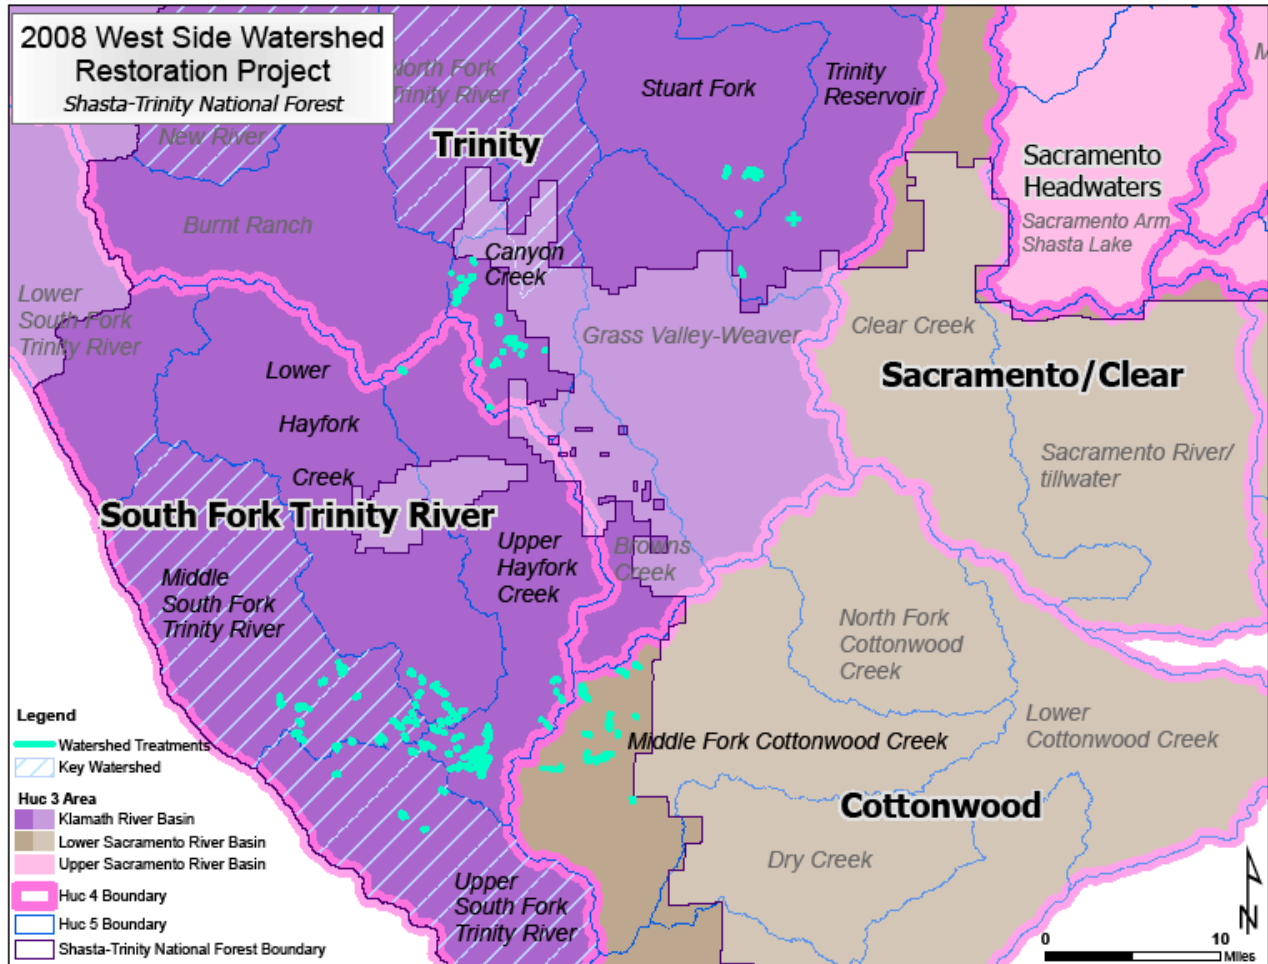 2008 West Side Watershed
Restoration Project
Shasta-Trinity National Forest
North Fork
Trinity River
New River
Trinity
Stuart Fork
Trinity
Reservoir
Sacramento
Headwaters
Sacramento Arm
Shasta Lake
M
Burnt Ranch
Canyon
Creek
Lower
South Fork
Trinity River
Grass Valley-Weaver
Clear Creek
Sacramento/Clear
Lower
Hayfork
Creek
Sacramento River/
tillwater
South Fork Trinity River
Upper
Hayfork
Creek
Browns
Creek
Middle
South Fork
Trinity River
North Fork
Cottonwood
Creek
Lower
Cottonwood Creek
Middle Fork Cottonwood Creek
Cottonwood
Dry Creek
Upper
South Fork
Trinity River
Legend
Watershed Treatments
Key Watershed
Huc 3 Area
Klamath River Basin
Lower Sacramento River Basin
Upper Sacramento River Basin
Huc 4 Boundary
Huc 5 Boundary
Shasta-Trinity National Forest Boundary
N
0 10
Miles